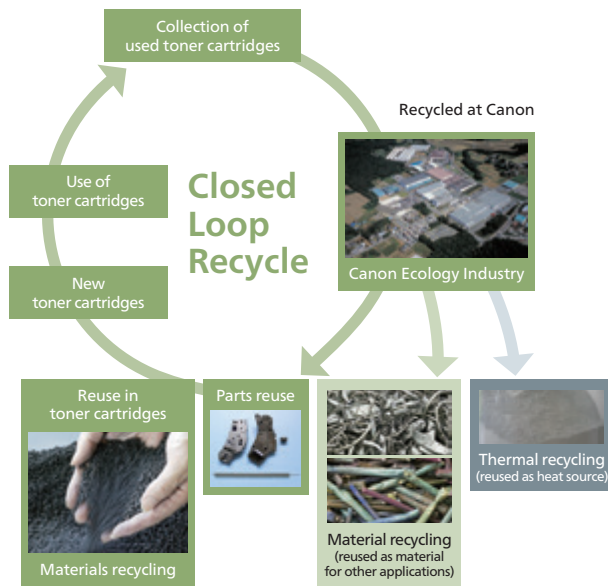 Collection of
used toner cartridges
Recycled at Canon
Canon Ecology Industry
Use of
toner cartridges
Closed
Loop
Recycle
New
toner cartridges
Reuse in
toner cartridges
Materials recycling
Parts reuse
Material recycling
(reused as material
for other applications)
Thermal recycling
(reused as heat source)